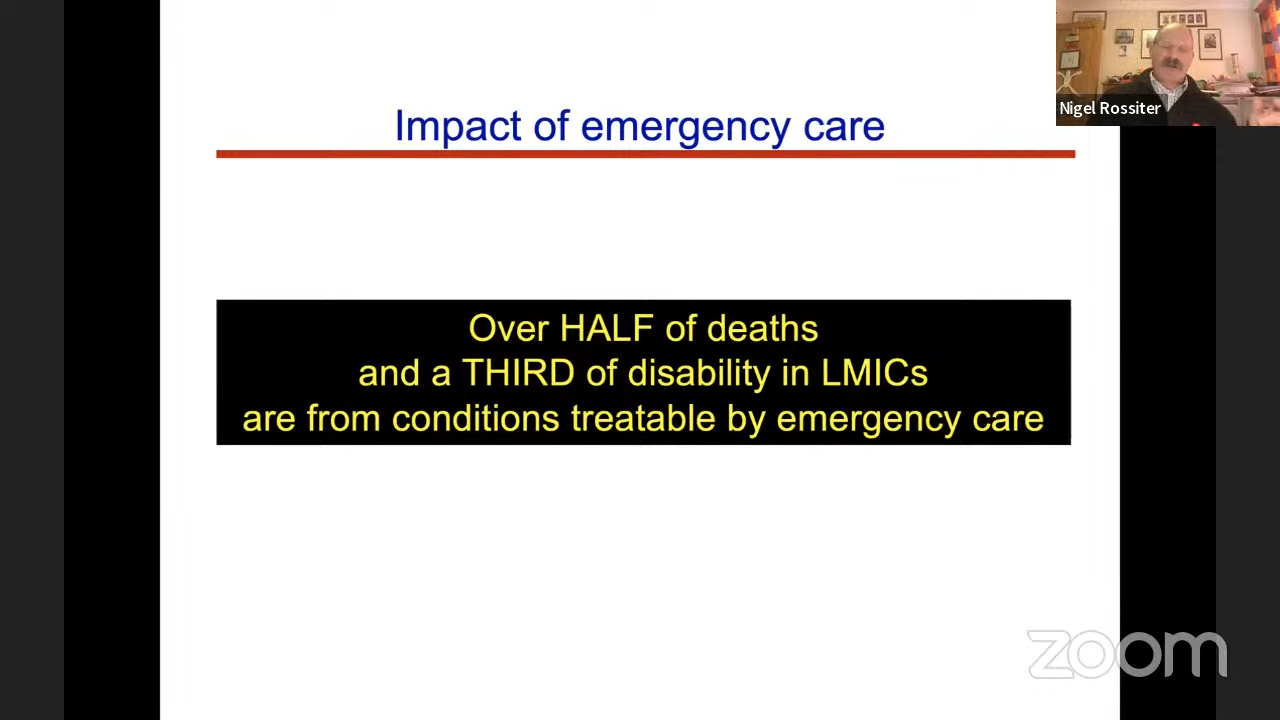 Nigel Rossiter
Impact of emergency care
Over HALF of deaths
and a THIRD of disability in LMICs
are from conditions treatable by emergency care
zoom